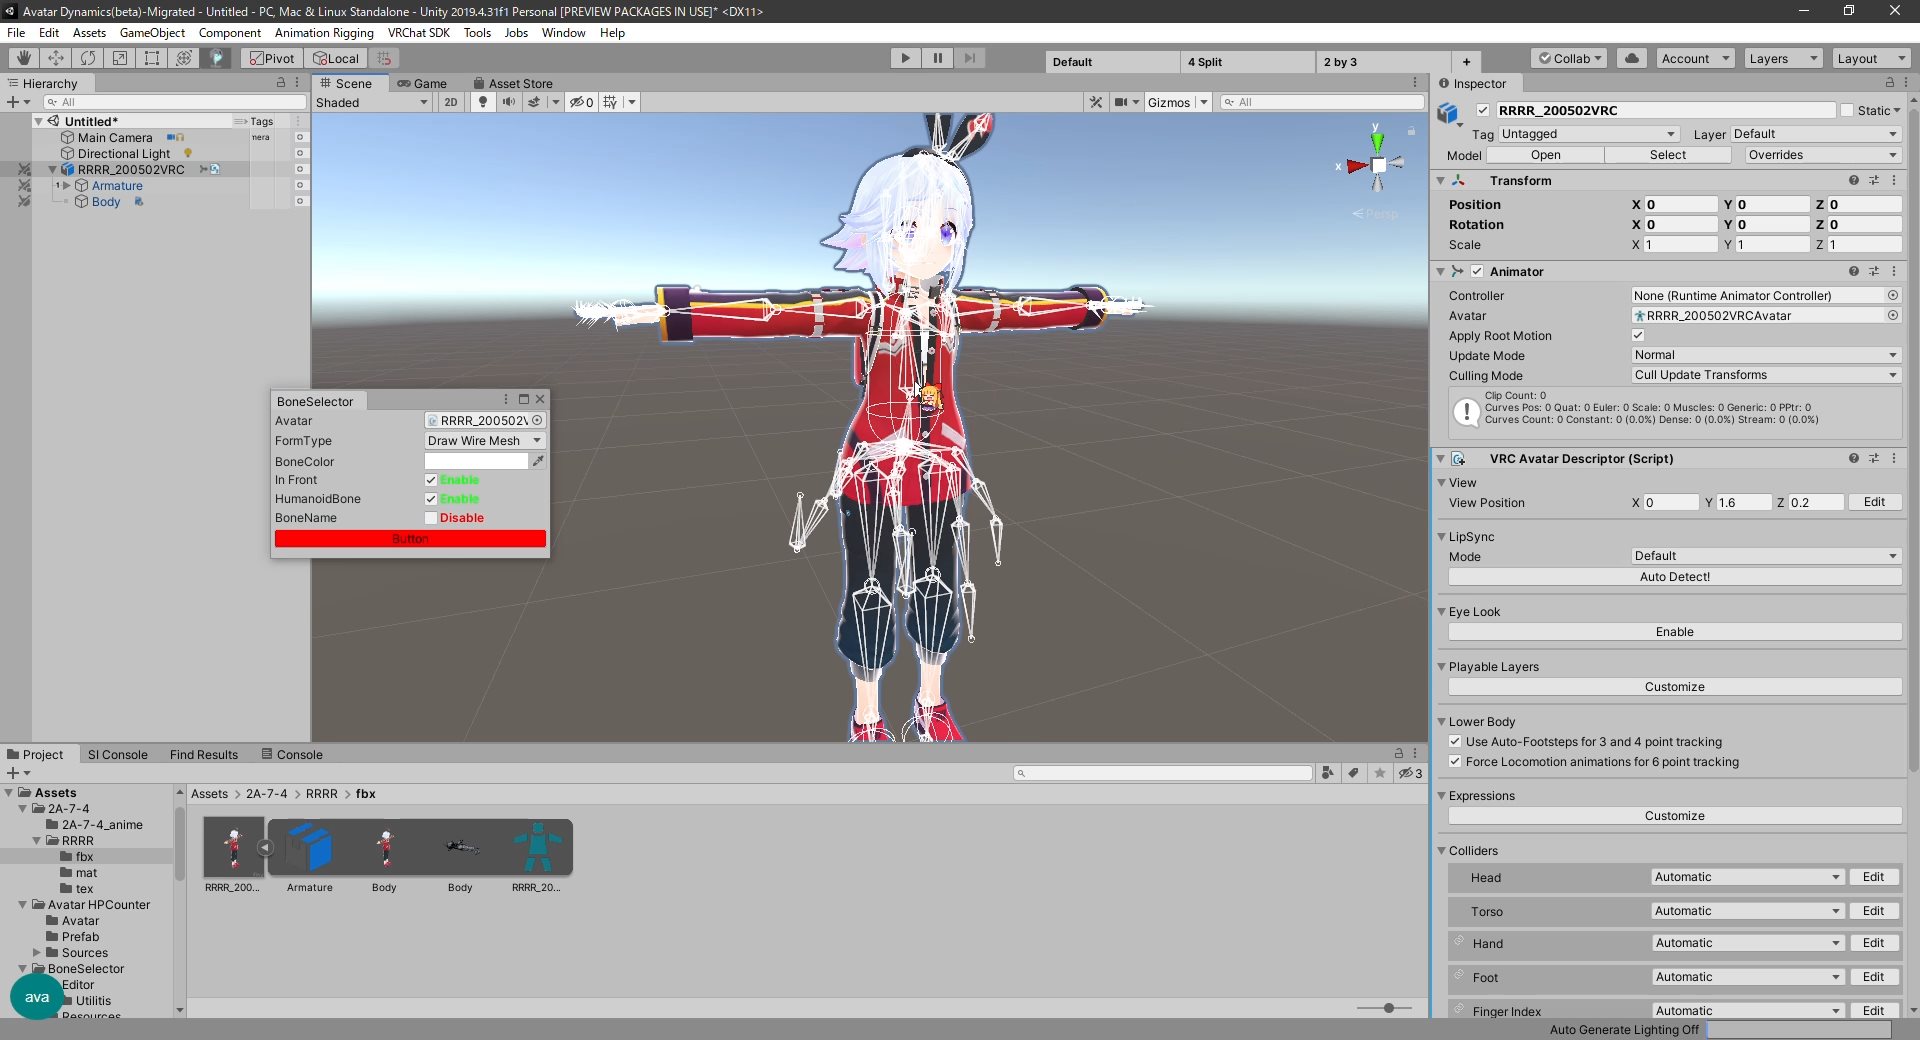 Avatar Dynamics(beta)-Migrated - Untitled - PC, Mac & Linux Standalone - Unity 2019.4.31f1 Personal [PREVIEW PACKAGES IN USE]* <DX11>
File Edit Assets GameObject Component Animation Rigging VRChat SDK Tools Jobs Window Help
Pivot Local
Default 4 Split 2 by 3 +
Collab Account Layers Layout
Hierarchy
All
Untitled* Tags
Main Camera mera
Directional Light
RRRR_200502VRC
1 Armature
Body
Scene Game Asset Store
Shaded 2D 0 Gizmos All
y
x
Persp
BoneSelector
Avatar RRRR_200502V
FormType Draw Wire Mesh
BoneColor
In Front Enable
HumanoidBone Enable
BoneName Disable
Button
Inspector
RRRR_200502VRC Static
Tag Untagged Layer Default
Model Open Select Overrides
Transform
Position X 0 Y 0 Z 0
Rotation X 0 Y 0 Z 0
Scale X 1 Y 1 Z 1
Animator
Controller None (Runtime Animator Controller)
Avatar RRRR_200502VRCAvatar
Apply Root Motion
Update Mode Normal
Culling Mode Cull Update Transforms
Clip Count: 0
Curves Pos: 0 Quat: 0 Euler: 0 Scale: 0 Muscles: 0 Generic: 0 PPtr: 0
Curves Count: 0 Constant: 0 (0.0%) Dense: 0 (0.0%) Stream: 0 (0.0%)
VRC Avatar Descriptor (Script)
View
View Position X 0 Y 1.6 Z 0.2 Edit
LipSync
Mode Default
Auto Detect!
Eye Look
Enable
Playable Layers
Customize
Lower Body
Use Auto-Footsteps for 3 and 4 point tracking
Force Locomotion animations for 6 point tracking
Expressions
Customize
Colliders
Head Automatic Edit
Torso Automatic Edit
Hand Automatic Edit
Foot Automatic Edit
Finger Index Automatic Edit
Project SI Console Find Results Console
3
Assets
2A-7-4
2A-7-4_anime
RRRR
fbx
mat
tex
Avatar HPCounter
Avatar
Prefab
Sources
BoneSelector
Editor
Utilitis
Resources
ava
Assets > 2A-7-4 > RRRR > fbx
RRRR_200... Armature Body Body RRRR_20...
Auto Generate Lighting Off